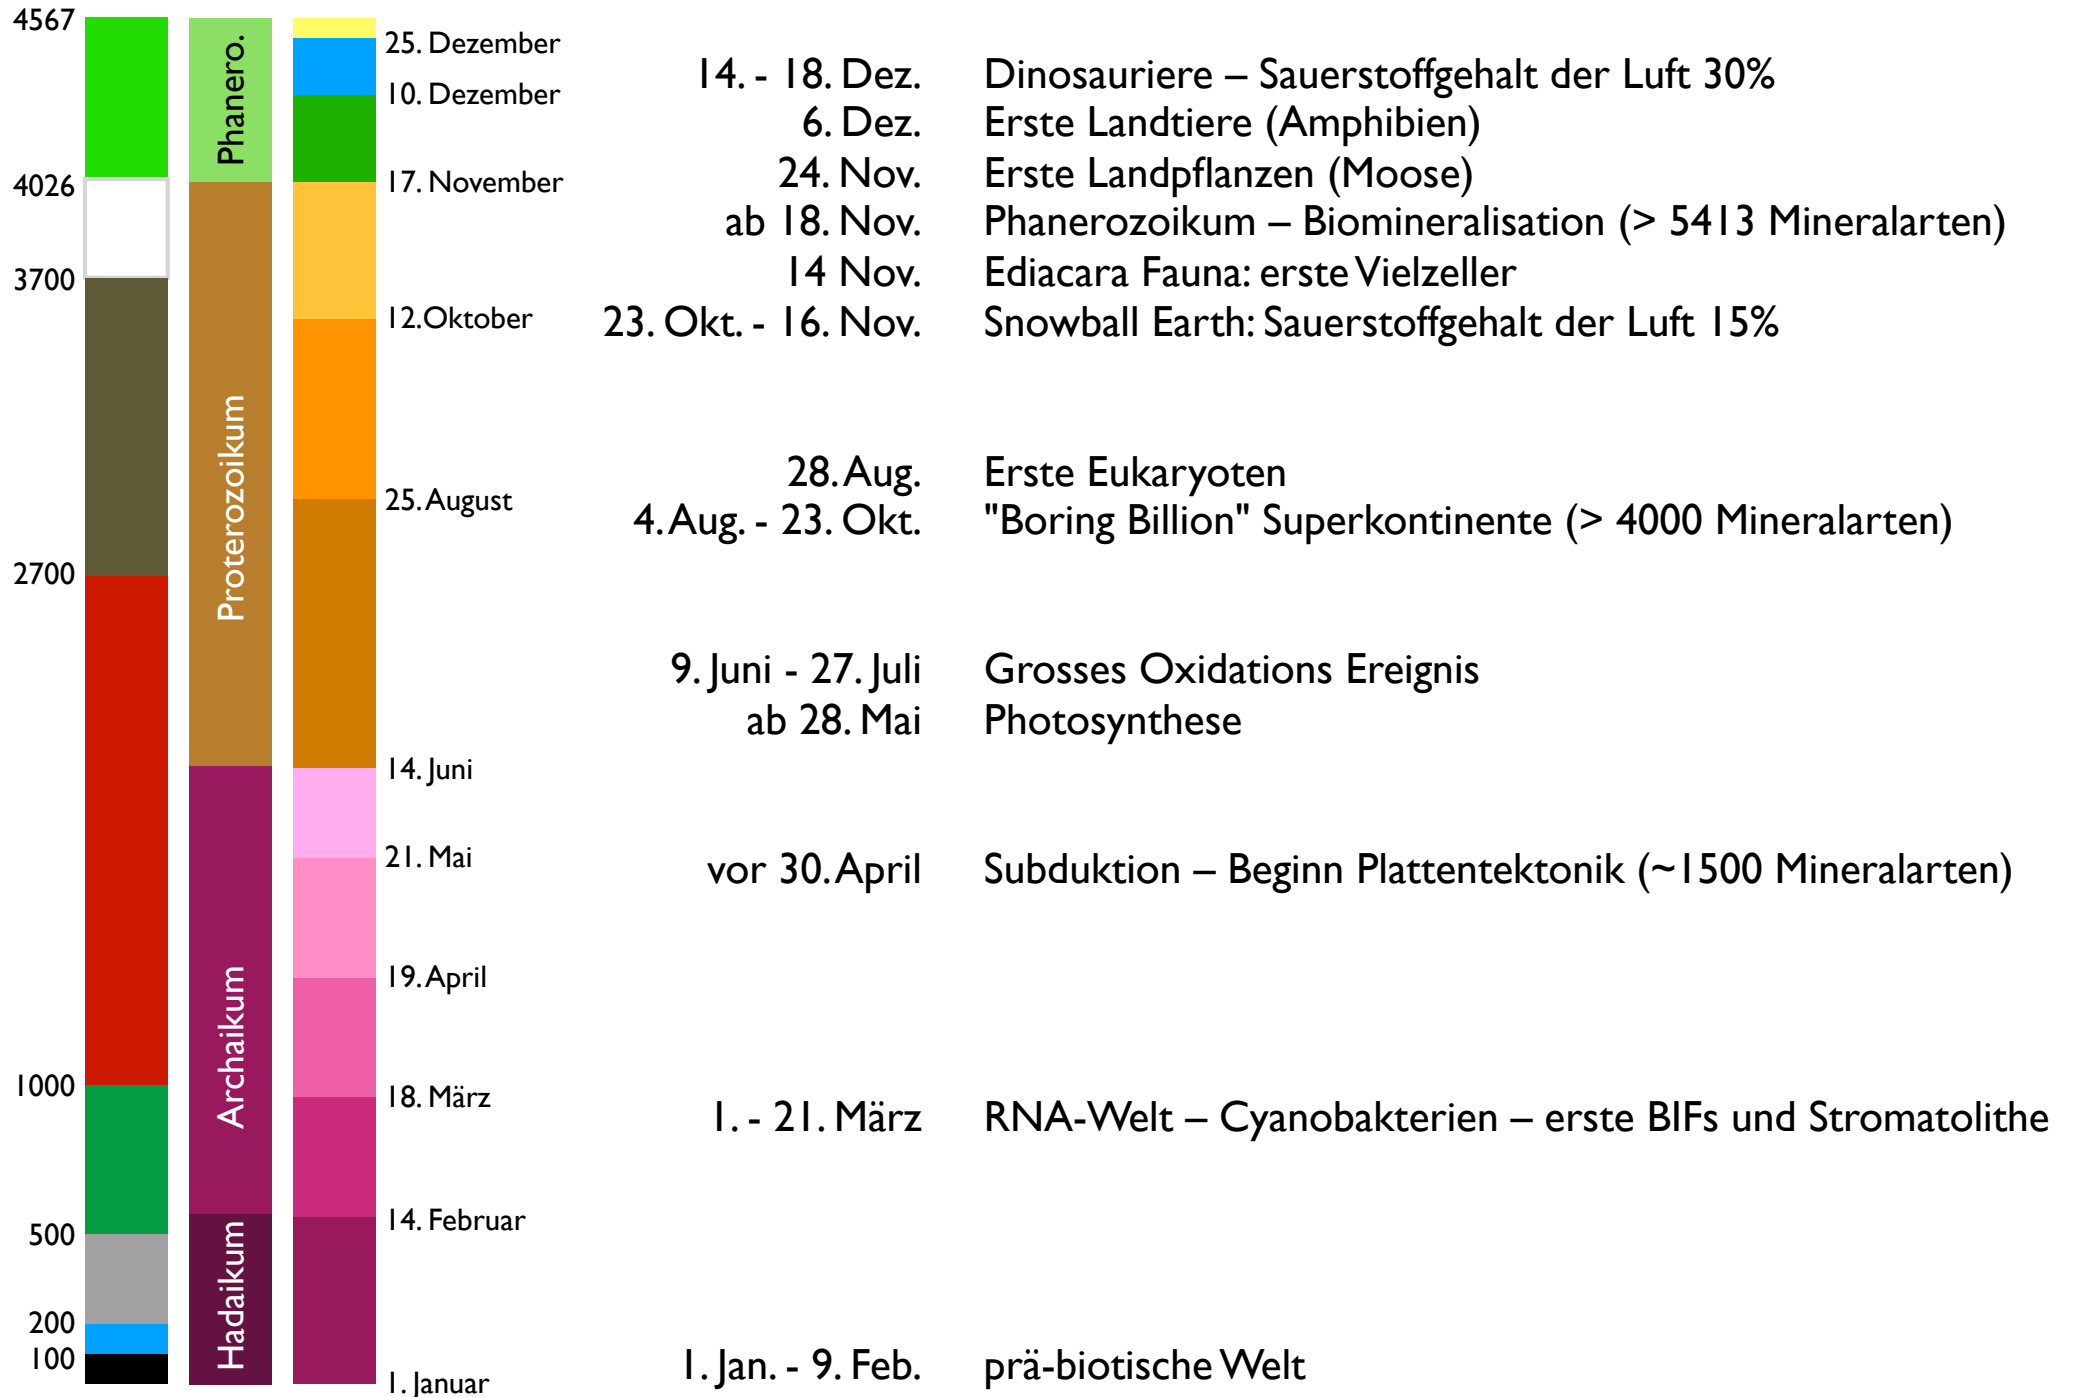 4567
4026
3700
2700
1000
500
200
100
Phanero.
Proterozoikum
Archaikum
Hadaikum
25. Dezember
10. Dezember
17. November
12.Oktober
25. August
14. Juni
21. Mai
19. April
18. März
14. Februar
1. Januar
14. - 18. Dez. Dinosauriere – Sauerstoffgehalt der Luft 30%
6. Dez. Erste Landtiere (Amphibien)
24. Nov. Erste Landpflanzen (Moose)
ab 18. Nov. Phanerozoikum – Biomineralisation (> 5413 Mineralarten)
14 Nov. Ediacara Fauna: erste Vielzeller
23. Okt. - 16. Nov. Snowball Earth: Sauerstoffgehalt der Luft 15%
28. Aug. Erste Eukaryoten
4. Aug. - 23. Okt. "Boring Billion" Superkontinente (> 4000 Mineralarten)
9. Juni - 27. Juli Grosses Oxidations Ereignis
ab 28. Mai Photosynthese
vor 30. April Subduktion – Beginn Plattentektonik (~1500 Mineralarten)
1. - 21. März RNA-Welt – Cyanobakterien – erste BIFs und Stromatolithe
1. Jan. - 9. Feb. prä-biotische Welt